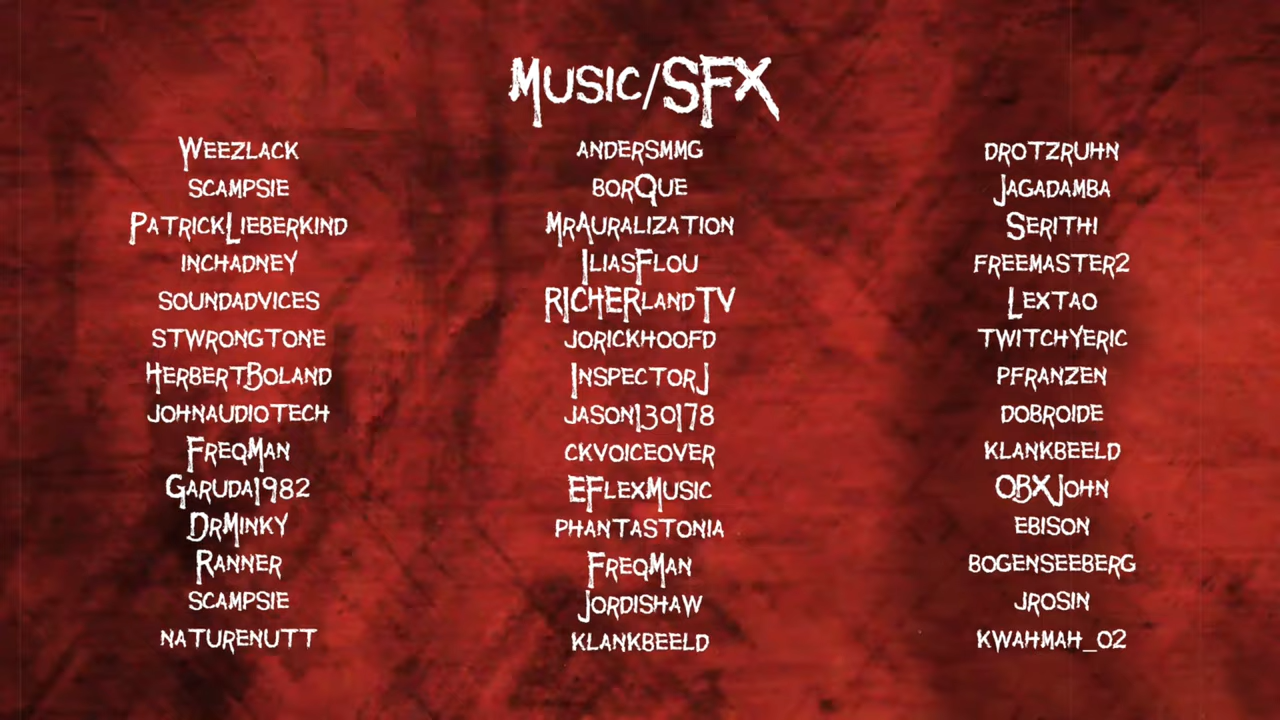 Music/SFX
Weezlack
scampsie
PatrickLieberkind
inchadney
soundadvices
stwrongtone
HerbertBoland
johnaudiotech
FreqMan
Garuda1982
DrMinky
Ranner
scampsie
naturenutt
andersmmg
borQue
MrAuralization
IliasFlou
RICHERlandTV
jorickhoofd
InspectorJ
jason130178
ckvoiceover
EFlexMusic
phantastonia
FreqMan
Jordishaw
klankbeeld
drotzruhn
Jagadamba
Serithi
freemaster2
Lextao
twitchYeric
pfranzen
dobroide
klankbeeld
OBXJohn
ebison
bogenseeberg
jrosin
kwahmah_02